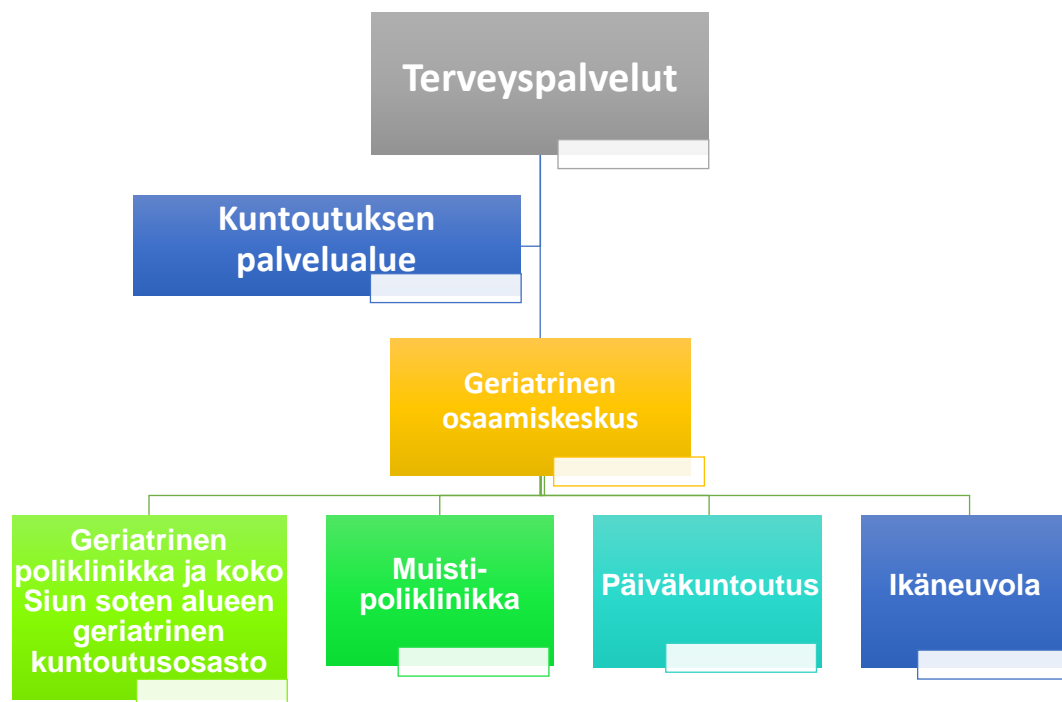 Terveyspalvelut
Kuntoutuksen
palvelualue
Geriatrinen
osaamiskeskus
Geriatrinen
poliklinikka ja koko
Siun soten alueen
geriatrinen
kuntoutusosasto
Muisti-
poliklinikka
Päiväkuntoutus
Ikäneuvola